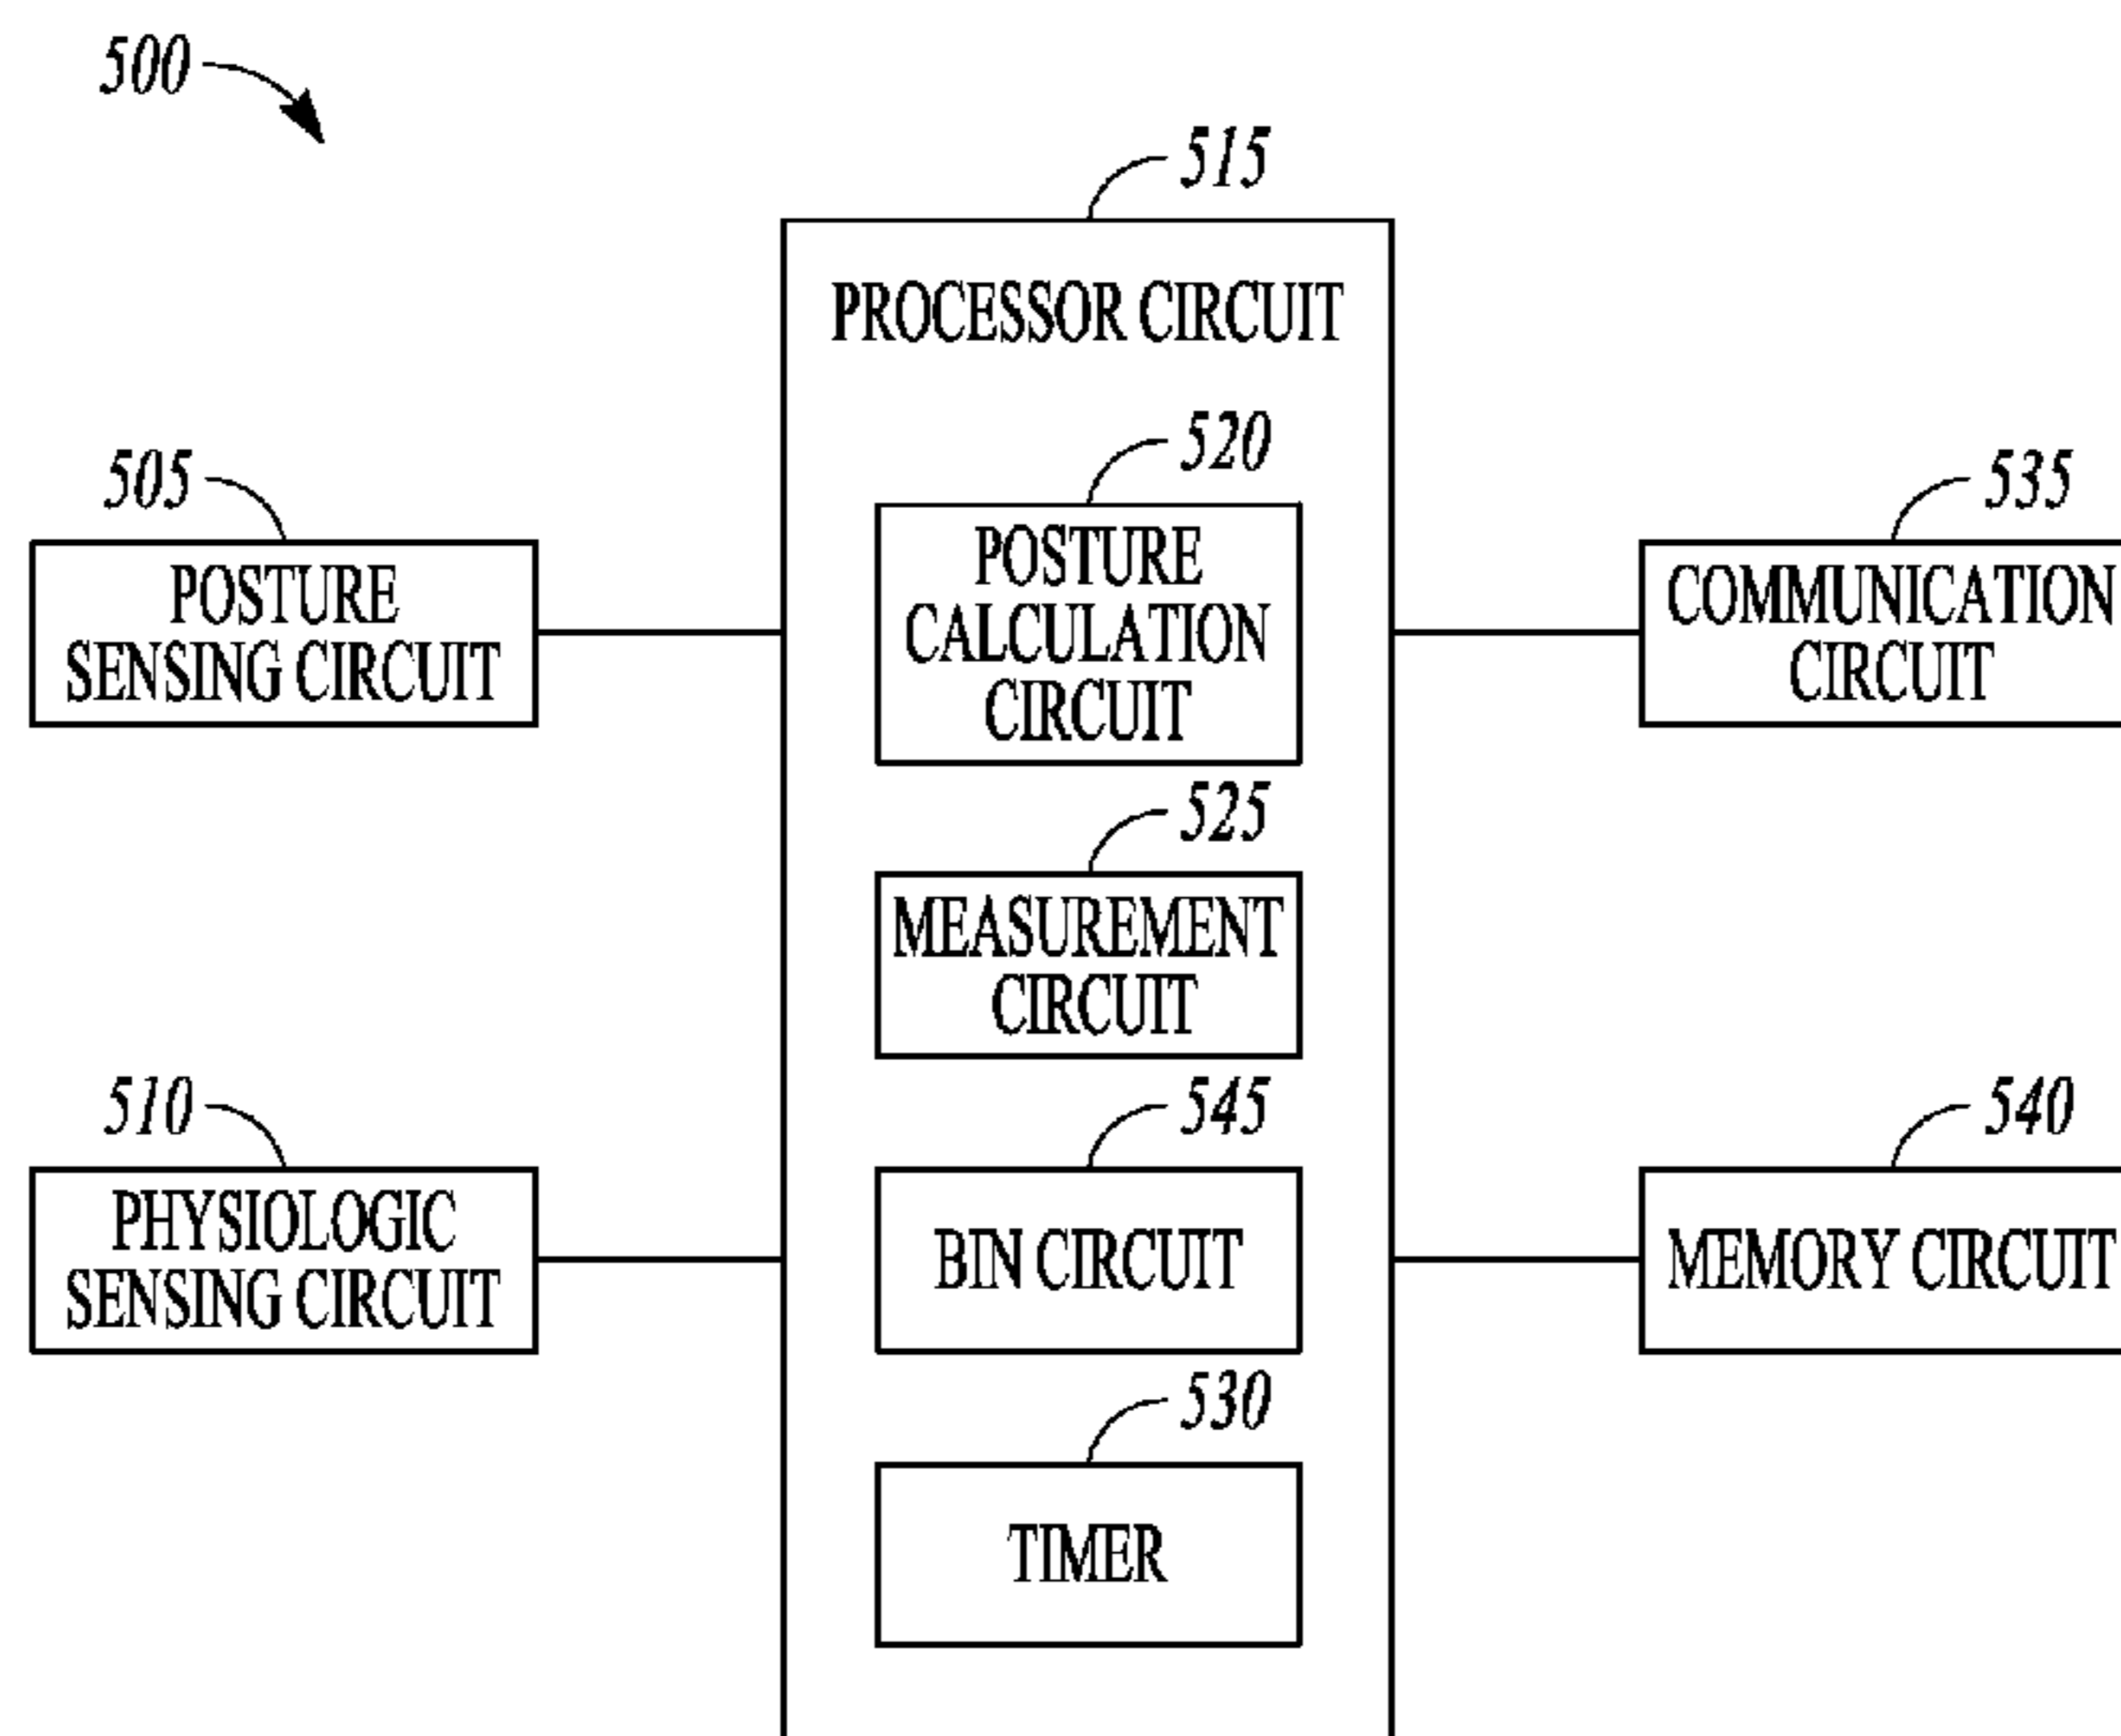 500
515
PROCESSOR CIRCUIT
505
POSTURE
SENSING CIRCUIT
520
POSTURE
CALCULATION
CIRCUIT
535
COMMUNICATION
CIRCUIT
525
MEASUREMENT
CIRCUIT
510
PHYSIOLOGIC
SENSING CIRCUIT
545
BIN CIRCUIT
540
MEMORY CIRCUIT
530
TIMER